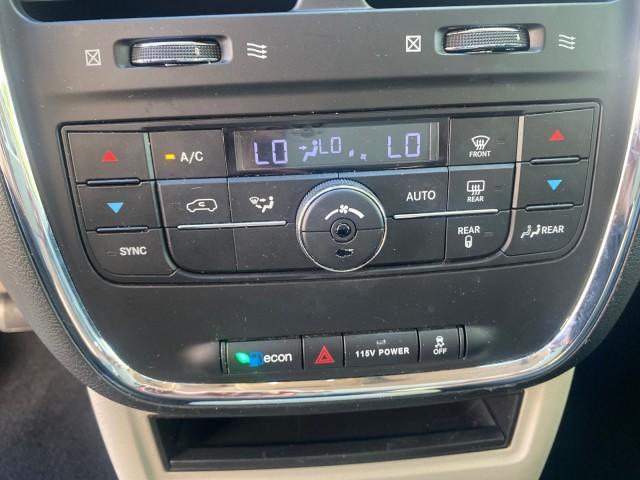 A/C
LO LO LO
FRONT
AUTO
REAR
SYNC
REAR
REAR
econ
115V POWER
OFF